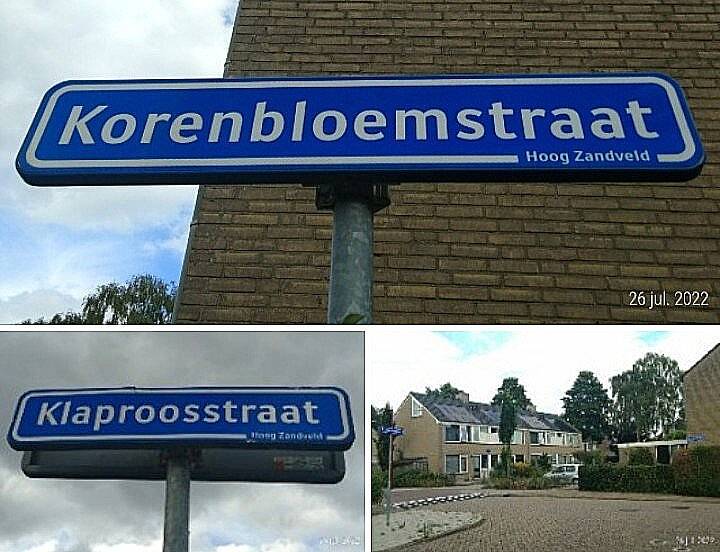 Korenbloemstraat
Hoog Zandveld
26 jul. 2022
Klaproosstraat
Hoog Zandveld